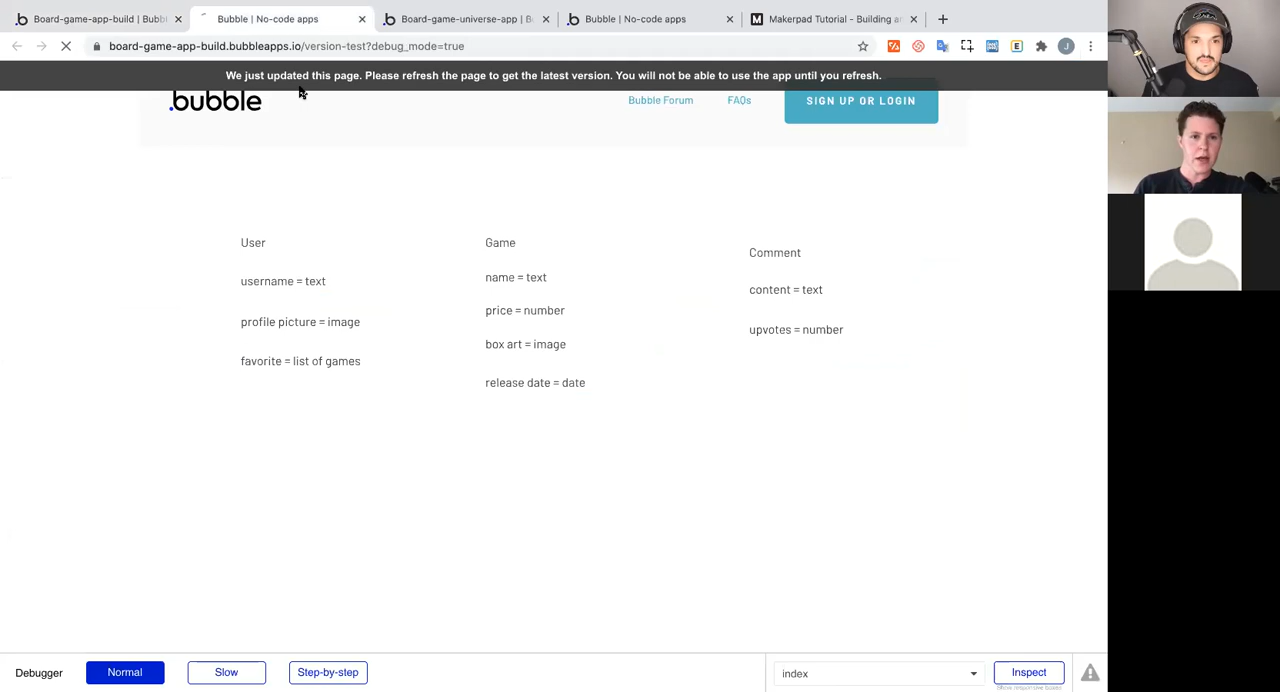 Board-game-app-build | Bubbl
Bubble | No-code apps
Board-game-universe-app | B
Bubble | No-code apps
Makerpad Tutorial - Building a
board-game-app-build.bubbleapps.io/version-test?debug_mode=true
We just updated this page. Please refresh the page to get the latest version. You will not be able to use the app until you refresh.
.bubble
Bubble Forum
FAQs
SIGN UP OR LOGIN
User
username = text
profile picture = image
favorite = list of games
Game
name = text
price = number
box art = image
release date = date
Comment
content = text
upvotes = number
Debugger
Normal
Slow
Step-by-step
index
Inspect
Show responsive boxes